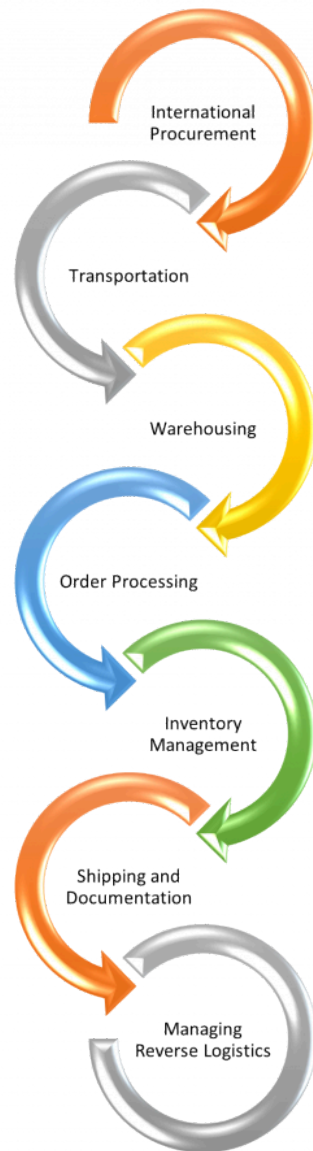 International
Procurement
Transportation
Warehousing
Order Processing
Inventory
Management
Shipping and
Documentation
Managing
Reverse Logistics